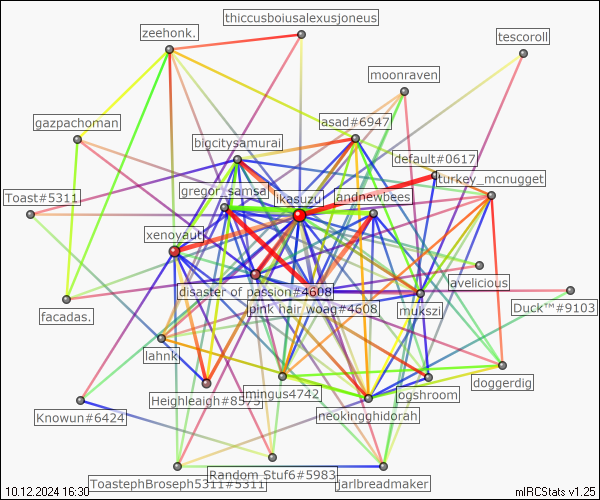 thiccusboiusalexusjoneus
zeehonk.
tescoroll
moonraven
gazpachoman
asad#6947
bigcitysamurai
default#0617
turkey_mcnugget
gregor_samsa
Toast#5311
ikasuzu
andnewbees
xenoyaut
javelicious
disaster of passion#4608
pink hair woag#4608
Duck™#9103
facadas.
mukszi
lahnk
doggerdig
Heighleaigh#8575
mingus4742
ogshroom
Knowun#6424
neokingghidorah
Random Stuf6#5983
ToastephBroseph5311#5311
jarlbreadmaker
10.12.2024 16:30
mIRCStats v1.25